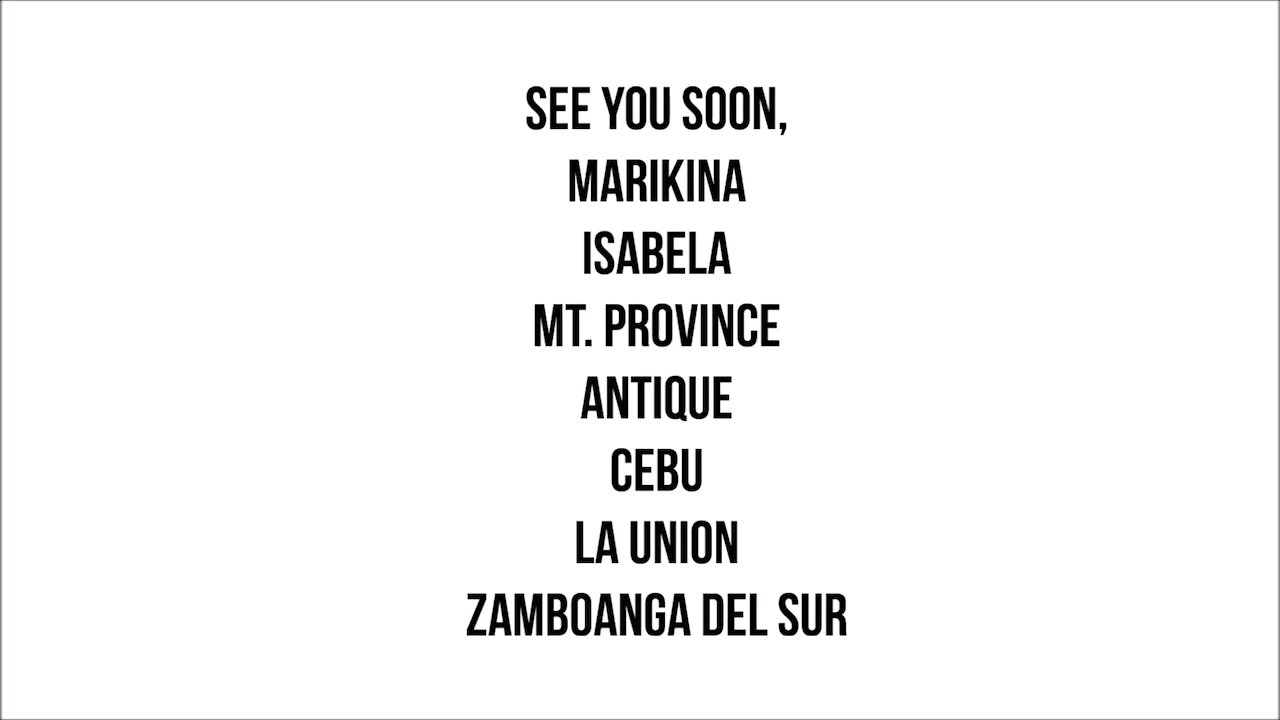 SEE YOU SOON,
MARIKINA
ISABELA
MT. PROVINCE
ANTIQUE
CEBU
LA UNION
ZAMBOANGA DEL SUR